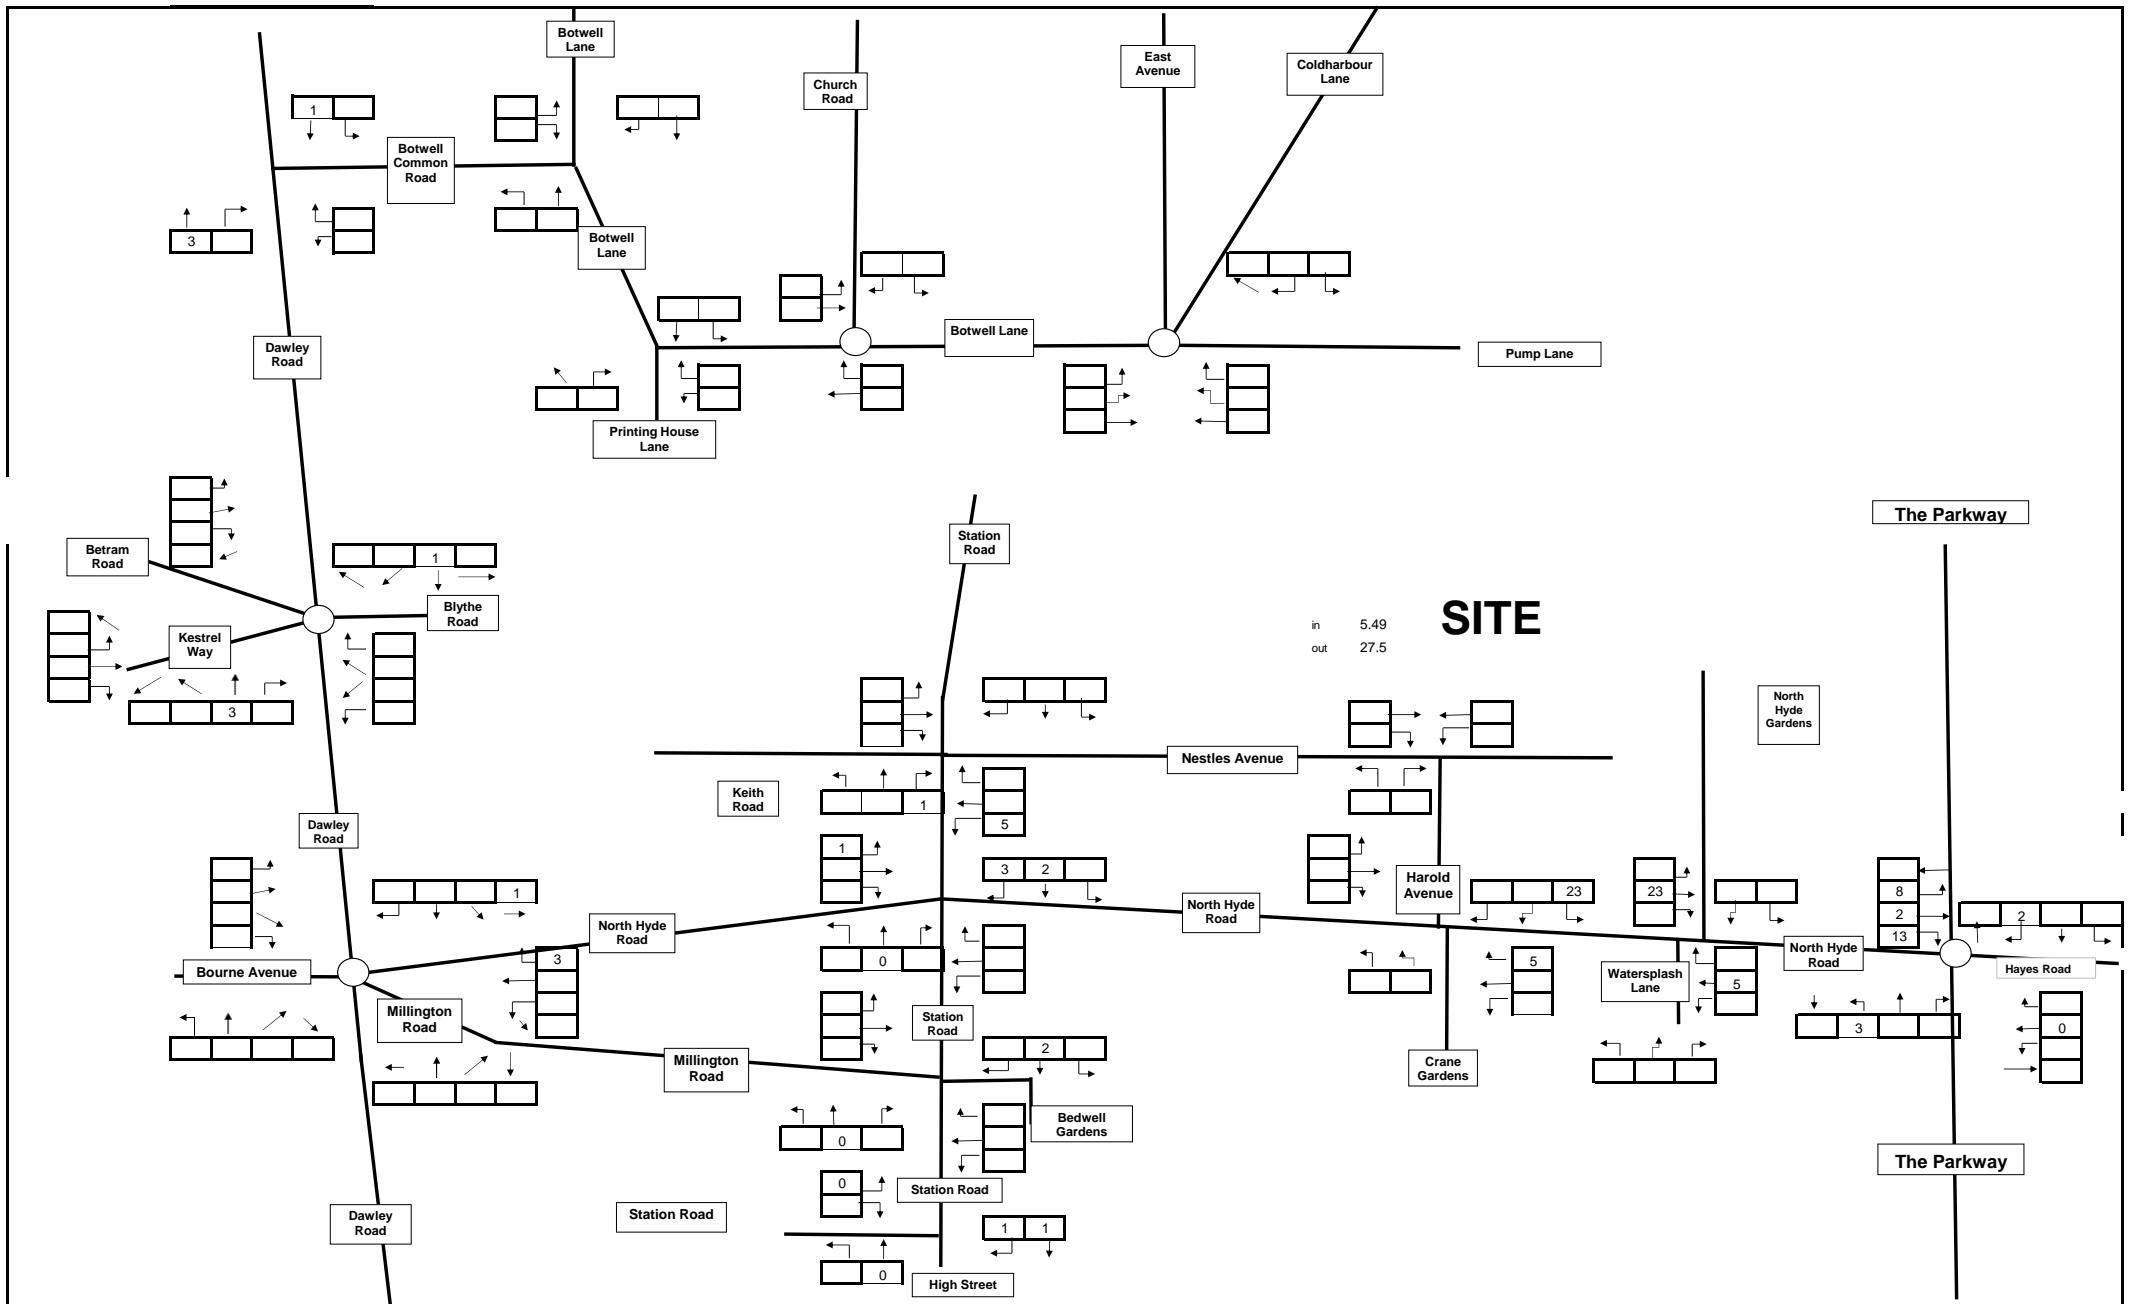 Botwell
Lane
East
Avenue
Coldharbour
Lane
Church
Road
1
Botwell
Common
Road
3
Botwell
Lane
Botwell Lane
Dawley
Road
Pump Lane
Printing House
Lane
The Parkway
Station
Road
Betram
Road
1
Blythe
Road
Kestrel
Way
3
SITE
in 5.49
out 27.5
North
Hyde
Gardens
Nestles Avenue
Keith
Road
1
5
Dawley
Road
1
3 2
1
Harold
Avenue
23
23
8
2
13
2
North Hyde
Road
North Hyde
Road
North Hyde
Road
Hayes Road
Bourne Avenue
3
0
5
Watersplash
Lane
5
Millington
Road
Station
Road
3
0
2
Millington
Road
Crane
Gardens
0
Bedwell
Gardens
The Parkway
0
Station Road
Station Road
Dawley
Road
1 1
0
High Street